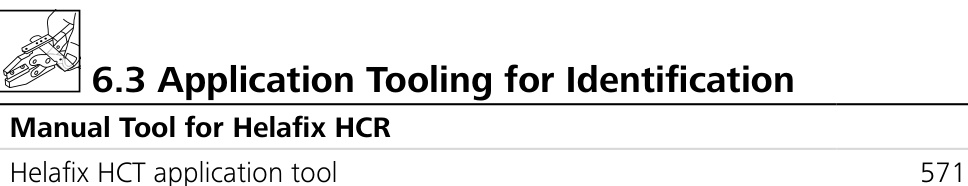 6.3 Application Tooling for Identification
Manual Tool for Helafix HCR
Helafix HCT application tool 571